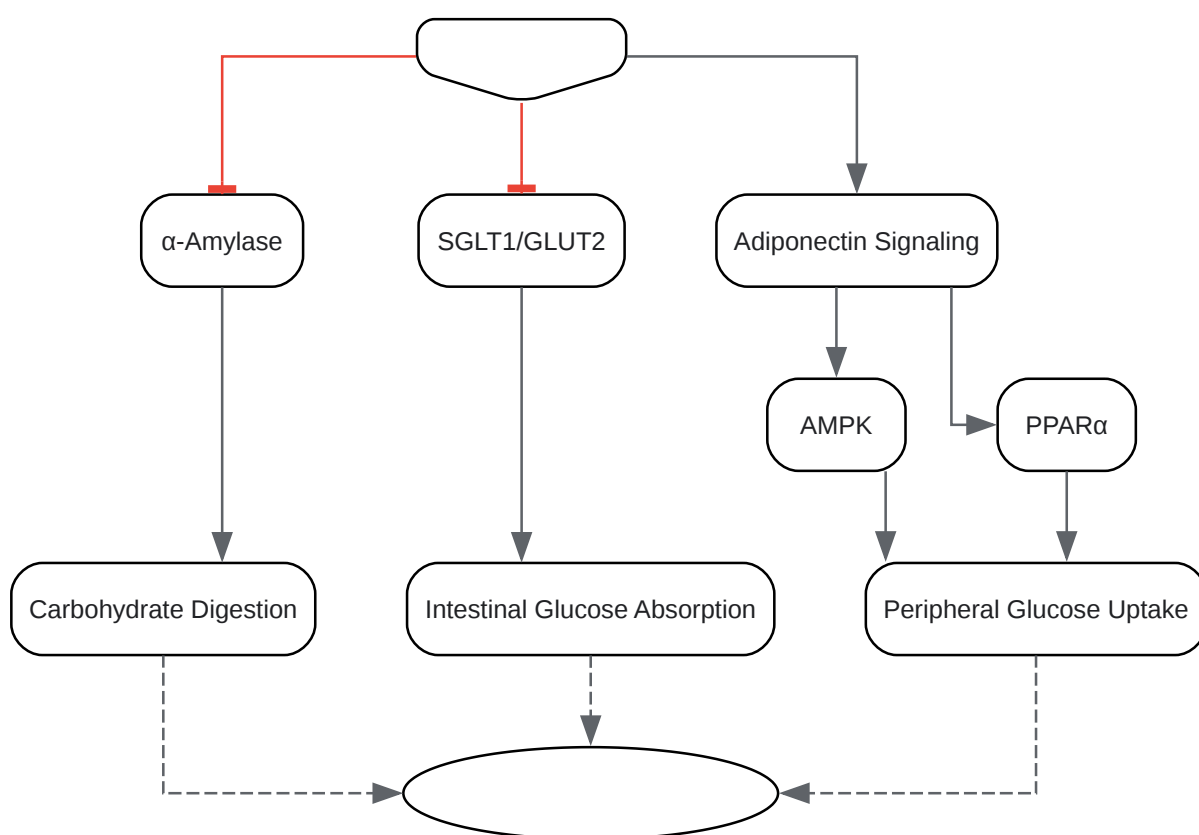 α-Amylase
SGLT1/GLUT2
Adiponectin Signaling
AMPK
PPARα
Carbohydrate Digestion
Intestinal Glucose Absorption
Peripheral Glucose Uptake